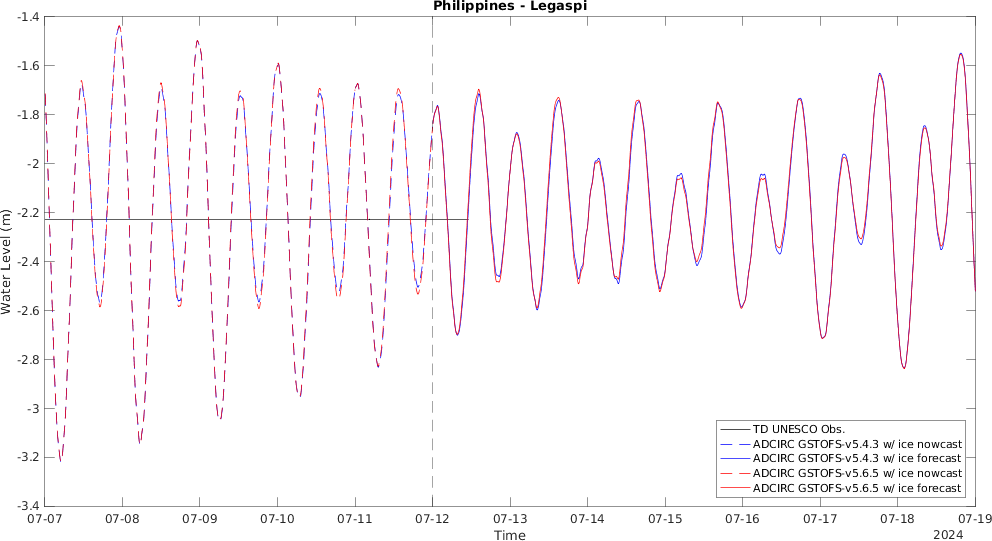 Philippines - Legaspi
-1.4
-1.6
-1.8
-2
-2.2
-2.4
-2.6
-2.8
-3
-3.2
-3.4
Water Level (m)
07-07 07-08 07-09 07-10 07-11 07-12 07-13 07-14 07-15 07-16 07-17 07-18 07-19
Time
2024
TD UNESCO Obs.
ADCIRC GSTOFS-v5.4.3 w/ ice nowcast
ADCIRC GSTOFS-v5.4.3 w/ ice forecast
ADCIRC GSTOFS-v5.6.5 w/ ice nowcast
ADCIRC GSTOFS-v5.6.5 w/ ice forecast